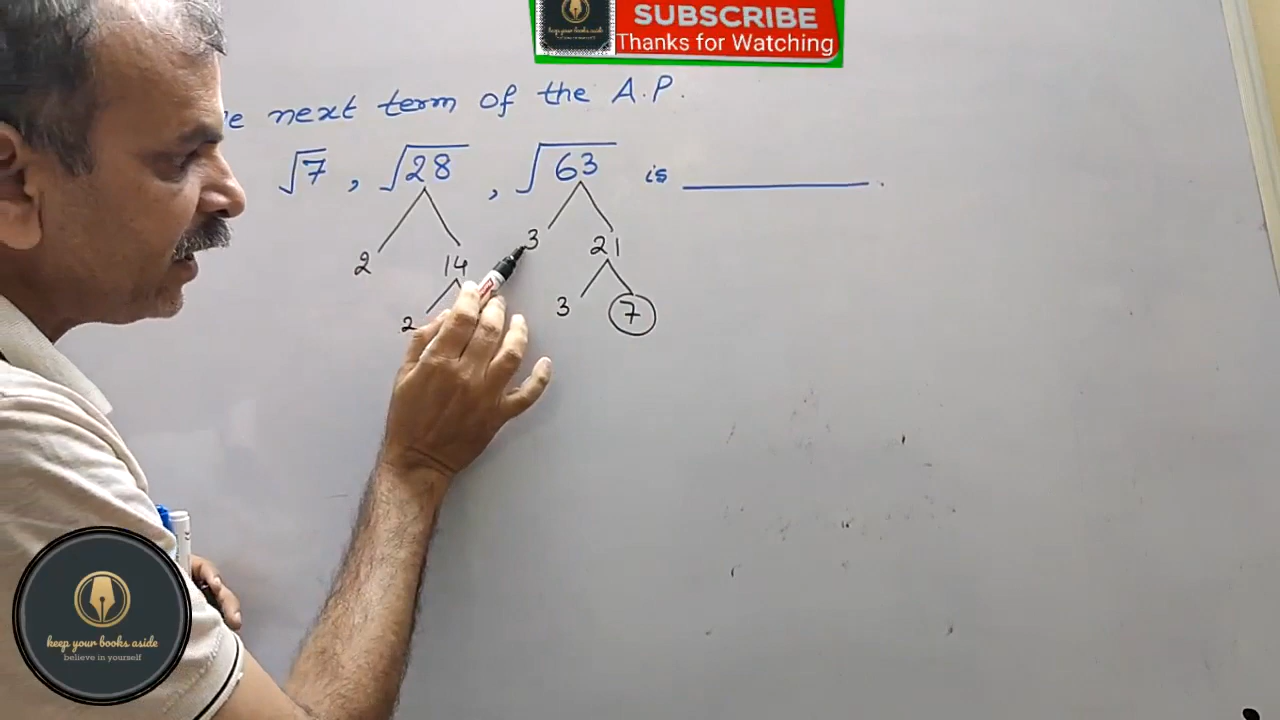 SUBSCRIBE
Thanks for Watching
next term of the A.P.
√7, √28, √63 is ________.
2 14 3 21
2 3 7
keep your books aside
believe in yourself